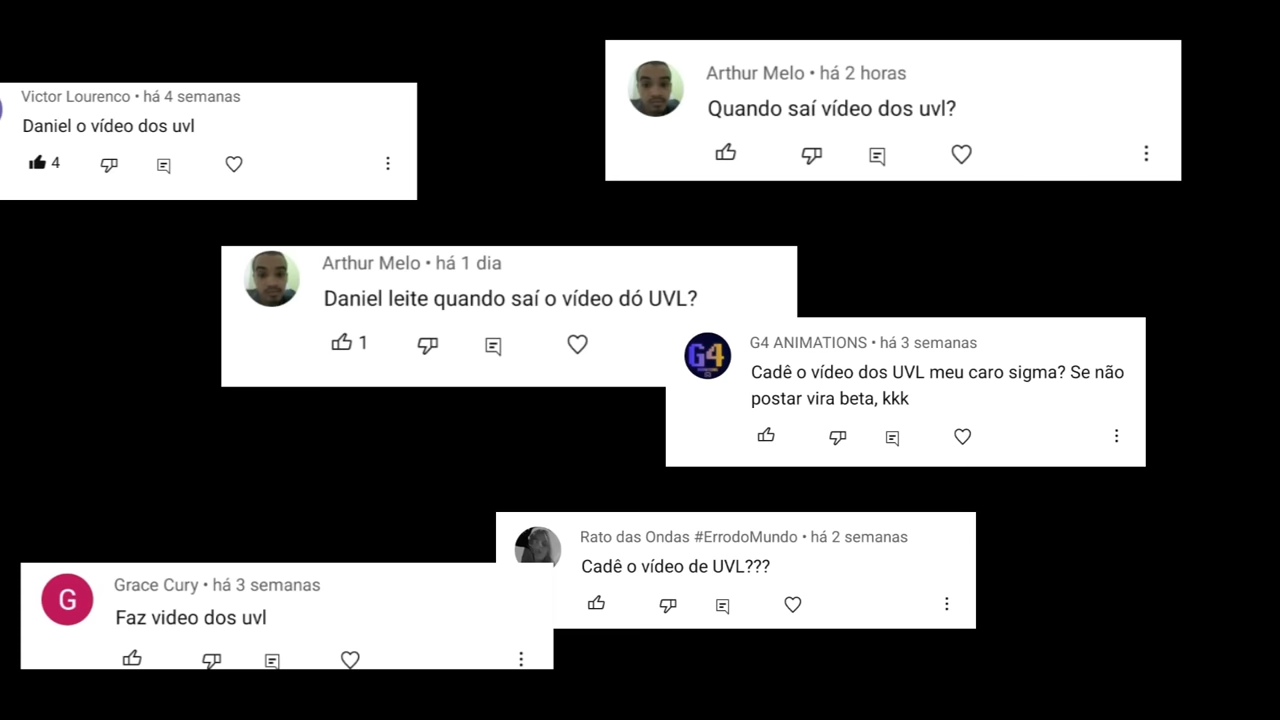 Victor Lourenco • há 4 semanas
Daniel o vídeo dos uvl
4
Arthur Melo • há 2 horas
Quando saí vídeo dos uvl?
Arthur Melo • há 1 dia
Daniel leite quando saí o vídeo dó UVL?
1
G4
G4 ANIMATIONS • há 3 semanas
Cadê o vídeo dos UVL meu caro sigma? Se não
postar vira beta, kkk
Rato das Ondas #ErrodoMundo • há 2 semanas
Cadê o vídeo de UVL???
G
Grace Cury • há 3 semanas
Faz video dos uvl